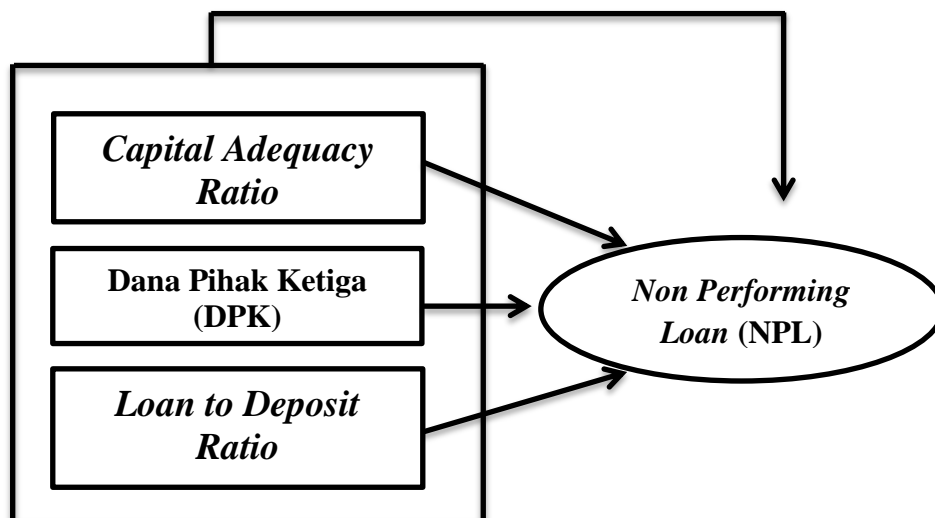 Capital Adequacy
Ratio
Dana Pihak Ketiga
(DPK)
Loan to Deposit
Ratio
Non Performing
Loan (NPL)